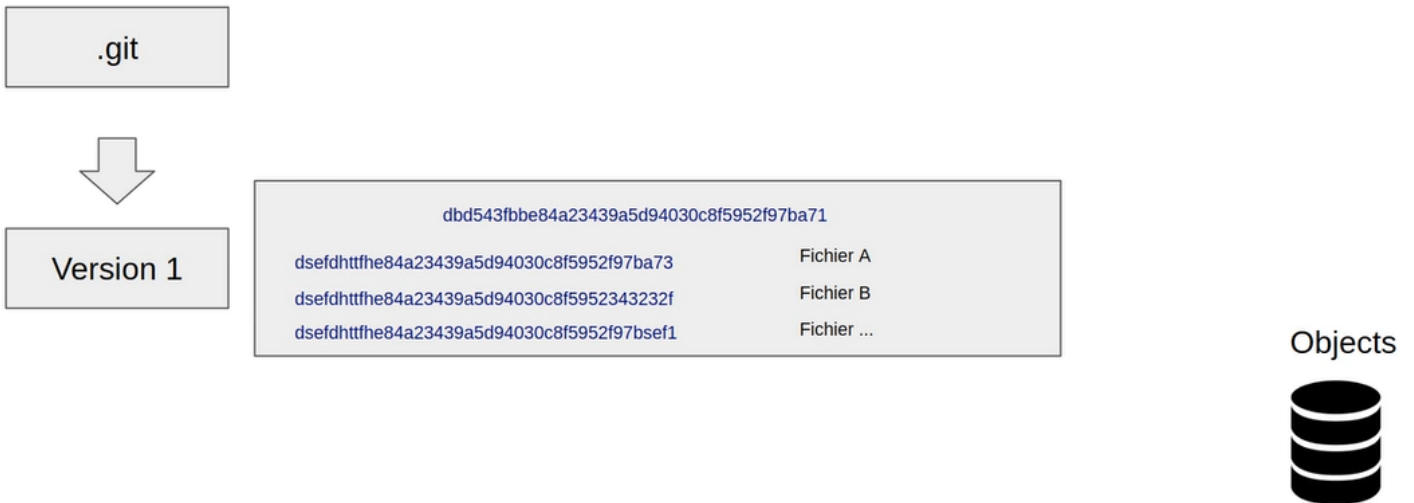 .git
Version 1
dbd543fbbe84a23439a5d94030c8f5952f97ba71
dsefdhttfhe84a23439a5d94030c8f5952f97ba73 Fichier A
dsefdhttfhe84a23439a5d94030c8f5952343232f Fichier B
dsefdhttfhe84a23439a5d94030c8f5952f97bsef1 Fichier ...
Objects